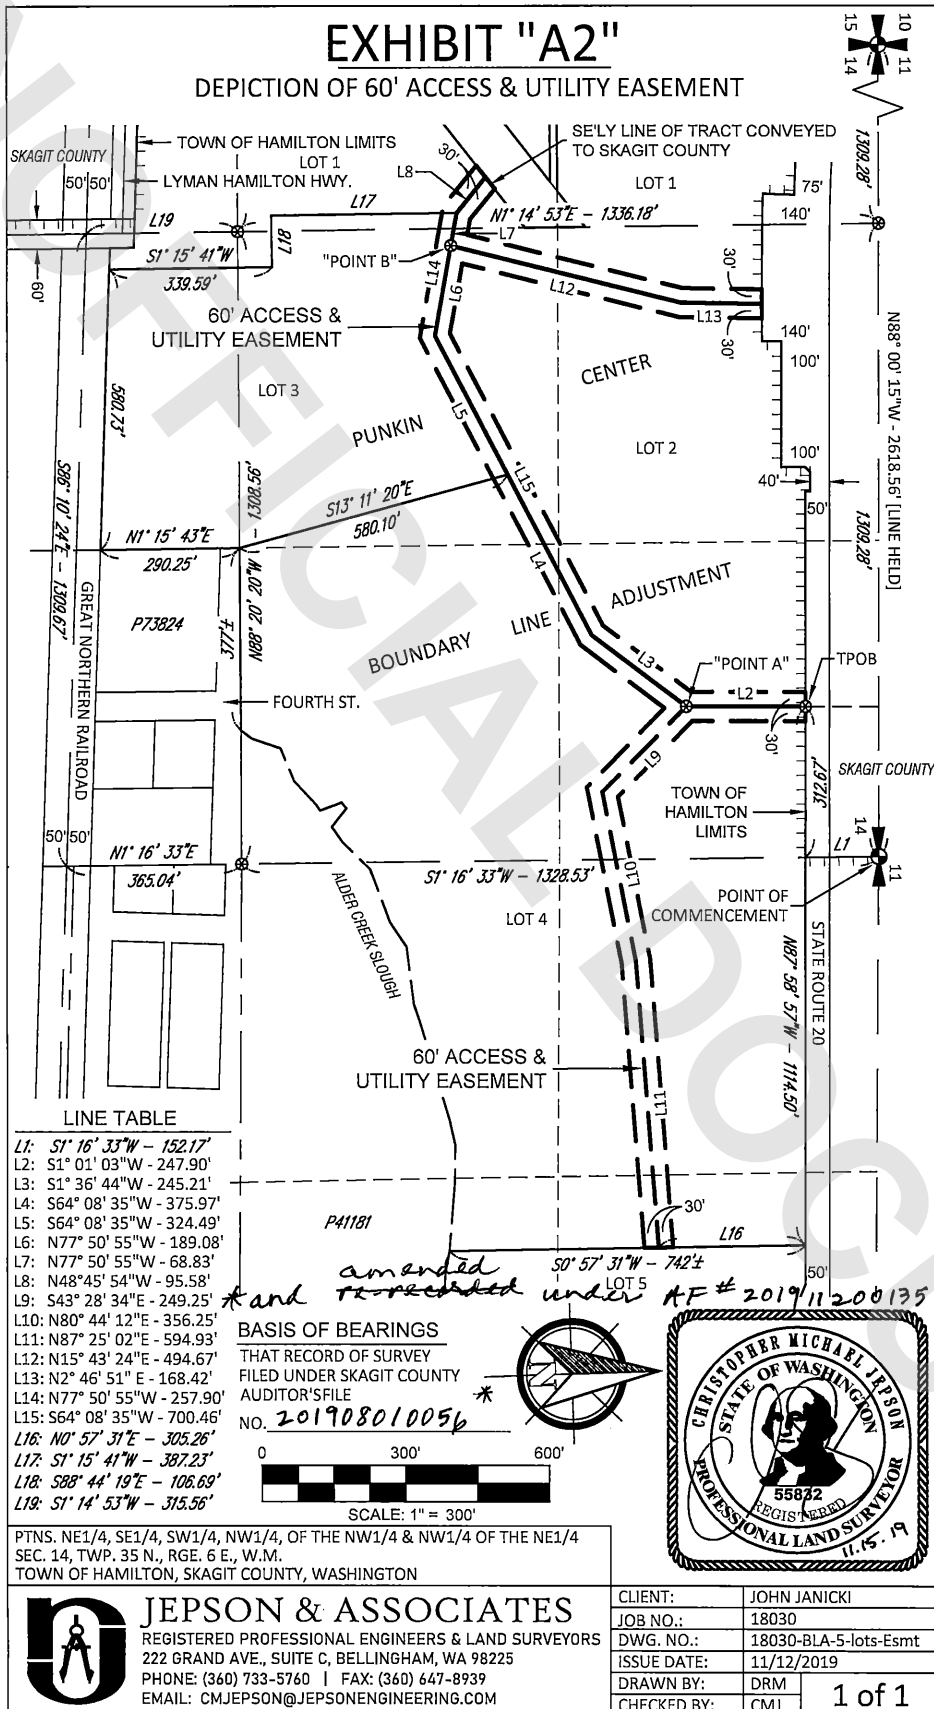 EXHIBIT "A2"
DEPICTION OF 60' ACCESS & UTILITY EASEMENT
15
10
14
11
SKAGIT COUNTY
TOWN OF HAMILTON LIMITS
LOT 1
50' 50'
LYMAN HAMILTON HWY.
L19
L17
L18
S1° 15' 41"W
339.59'
60'
30'
L8
SE'LY LINE OF TRACT CONVEYED
TO SKAGIT COUNTY
LOT 1
75'
140'
1309.28'
N1° 14' 53"E - 1336.18'
L7
"POINT B"
L14
L6
L12
30'
L13
30'
140'
100'
60' ACCESS &
UTILITY EASEMENT
LOT 3
580.73'
L5
PUNKIN
CENTER
LOT 2
N88° 00' 15"W - 2618.56' [LINE HELD]
100'
40'
50'
1309.28'
S86° 10' 24"E - 1309.67'
S13° 11' 20"E
580.10'
L15
L4
N1° 15' 43"E
290.25'
N88° 02' 02"W - 1308.56'
377'±
GREAT NORTHERN RAILROAD
P73824
BOUNDARY LINE ADJUSTMENT
L3
"POINT A"
L2
TPOB
30'
FOURTH ST.
L9
312.67'
SKAGIT COUNTY
TOWN OF
HAMILTON
LIMITS
14
L1
11
50' 50'
N1° 16' 33"E
365.04'
S1° 16' 33"W - 1328.53'
L10
POINT OF
COMMENCEMENT
LOT 4
ALDER CREEK SLOUGH
STATE ROUTE 20
N87° 58' 57"W - 1114.50'
60' ACCESS &
UTILITY EASEMENT
L11
30'
P41181
L16
S0° 57' 31"W - 742'±
LOT 5
50'
LINE TABLE
L1: S1° 16' 33"W - 152.17'
L2: S1° 01' 03"W - 247.90'
L3: S1° 36' 44"W - 245.21'
L4: S64° 08' 35"W - 375.97'
L5: S64° 08' 35"W - 324.49'
L6: N77° 50' 55"W - 189.08'
L7: N77° 50' 55"W - 68.83'
L8: N48°45' 54"W - 95.58'
L9: S43° 28' 34"E - 249.25'
L10: N80° 44' 12"E - 356.25'
L11: N87° 25' 02"E - 594.93'
L12: N15° 43' 24"E - 494.67'
L13: N2° 46' 51" E - 168.42'
L14: N77° 50' 55"W - 257.90'
L15: S64° 08' 35"W - 700.46'
L16: N0° 57' 31"E - 305.26'
L17: S1° 15' 41"W - 387.23'
L18: S88° 44' 19"E - 106.69'
L19: S1° 14' 53"W - 315.56'
amended
* and re-recorded under AF # 201911200135
BASIS OF BEARINGS
THAT RECORD OF SURVEY
FILED UNDER SKAGIT COUNTY
AUDITOR'SFILE *
NO. 201908010056
N
0 300' 600'
SCALE: 1" = 300'
CHRISTOPHER MICHAEL JEPSON
STATE OF WASHINGTON
55832
REGISTERED
PROFESSIONAL LAND SURVEYOR
11.15.19
PTNS. NE1/4, SE1/4, SW1/4, NW1/4, OF THE NW1/4 & NW1/4 OF THE NE1/4
SEC. 14, TWP. 35 N., RGE. 6 E., W.M.
TOWN OF HAMILTON, SKAGIT COUNTY, WASHINGTON
JEPSON & ASSOCIATES
REGISTERED PROFESSIONAL ENGINEERS & LAND SURVEYORS
222 GRAND AVE., SUITE C, BELLINGHAM, WA 98225
PHONE: (360) 733-5760 | FAX: (360) 647-8939
EMAIL: CMJEPSON@JEPSONENGINEERING.COM
CLIENT: JOHN JANICKI
JOB NO.: 18030
DWG. NO.: 18030-BLA-5-lots-Esmt
ISSUE DATE: 11/12/2019
DRAWN BY: DRM
CHECKED BY: CMJ
1 of 1